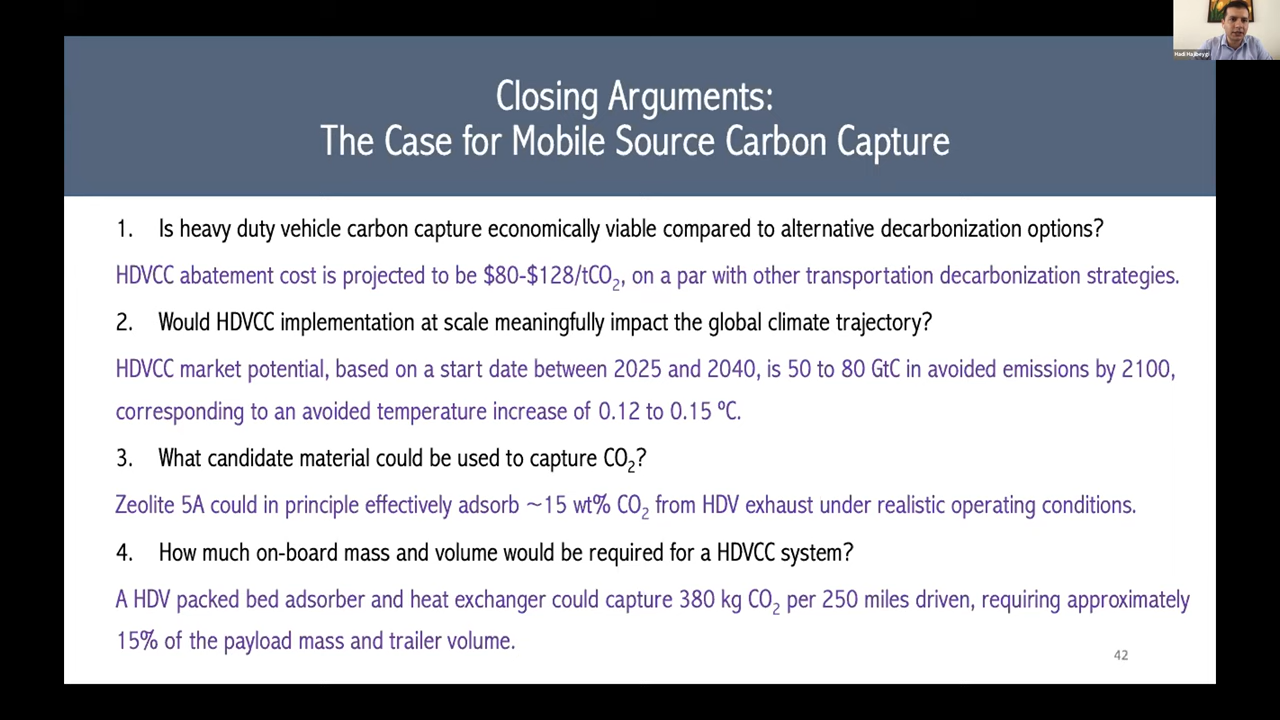 Hadi Hajibeygi
Closing Arguments:
The Case for Mobile Source Carbon Capture
1. Is heavy duty vehicle carbon capture economically viable compared to alternative decarbonization options?
HDVCC abatement cost is projected to be $80-$128/tCO₂, on a par with other transportation decarbonization strategies.
2. Would HDVCC implementation at scale meaningfully impact the global climate trajectory?
HDVCC market potential, based on a start date between 2025 and 2040, is 50 to 80 GtC in avoided emissions by 2100,
corresponding to an avoided temperature increase of 0.12 to 0.15 ºC.
3. What candidate material could be used to capture CO₂?
Zeolite 5A could in principle effectively adsorb ~15 wt% CO₂ from HDV exhaust under realistic operating conditions.
4. How much on-board mass and volume would be required for a HDVCC system?
A HDV packed bed adsorber and heat exchanger could capture 380 kg CO₂ per 250 miles driven, requiring approximately
15% of the payload mass and trailer volume.
42